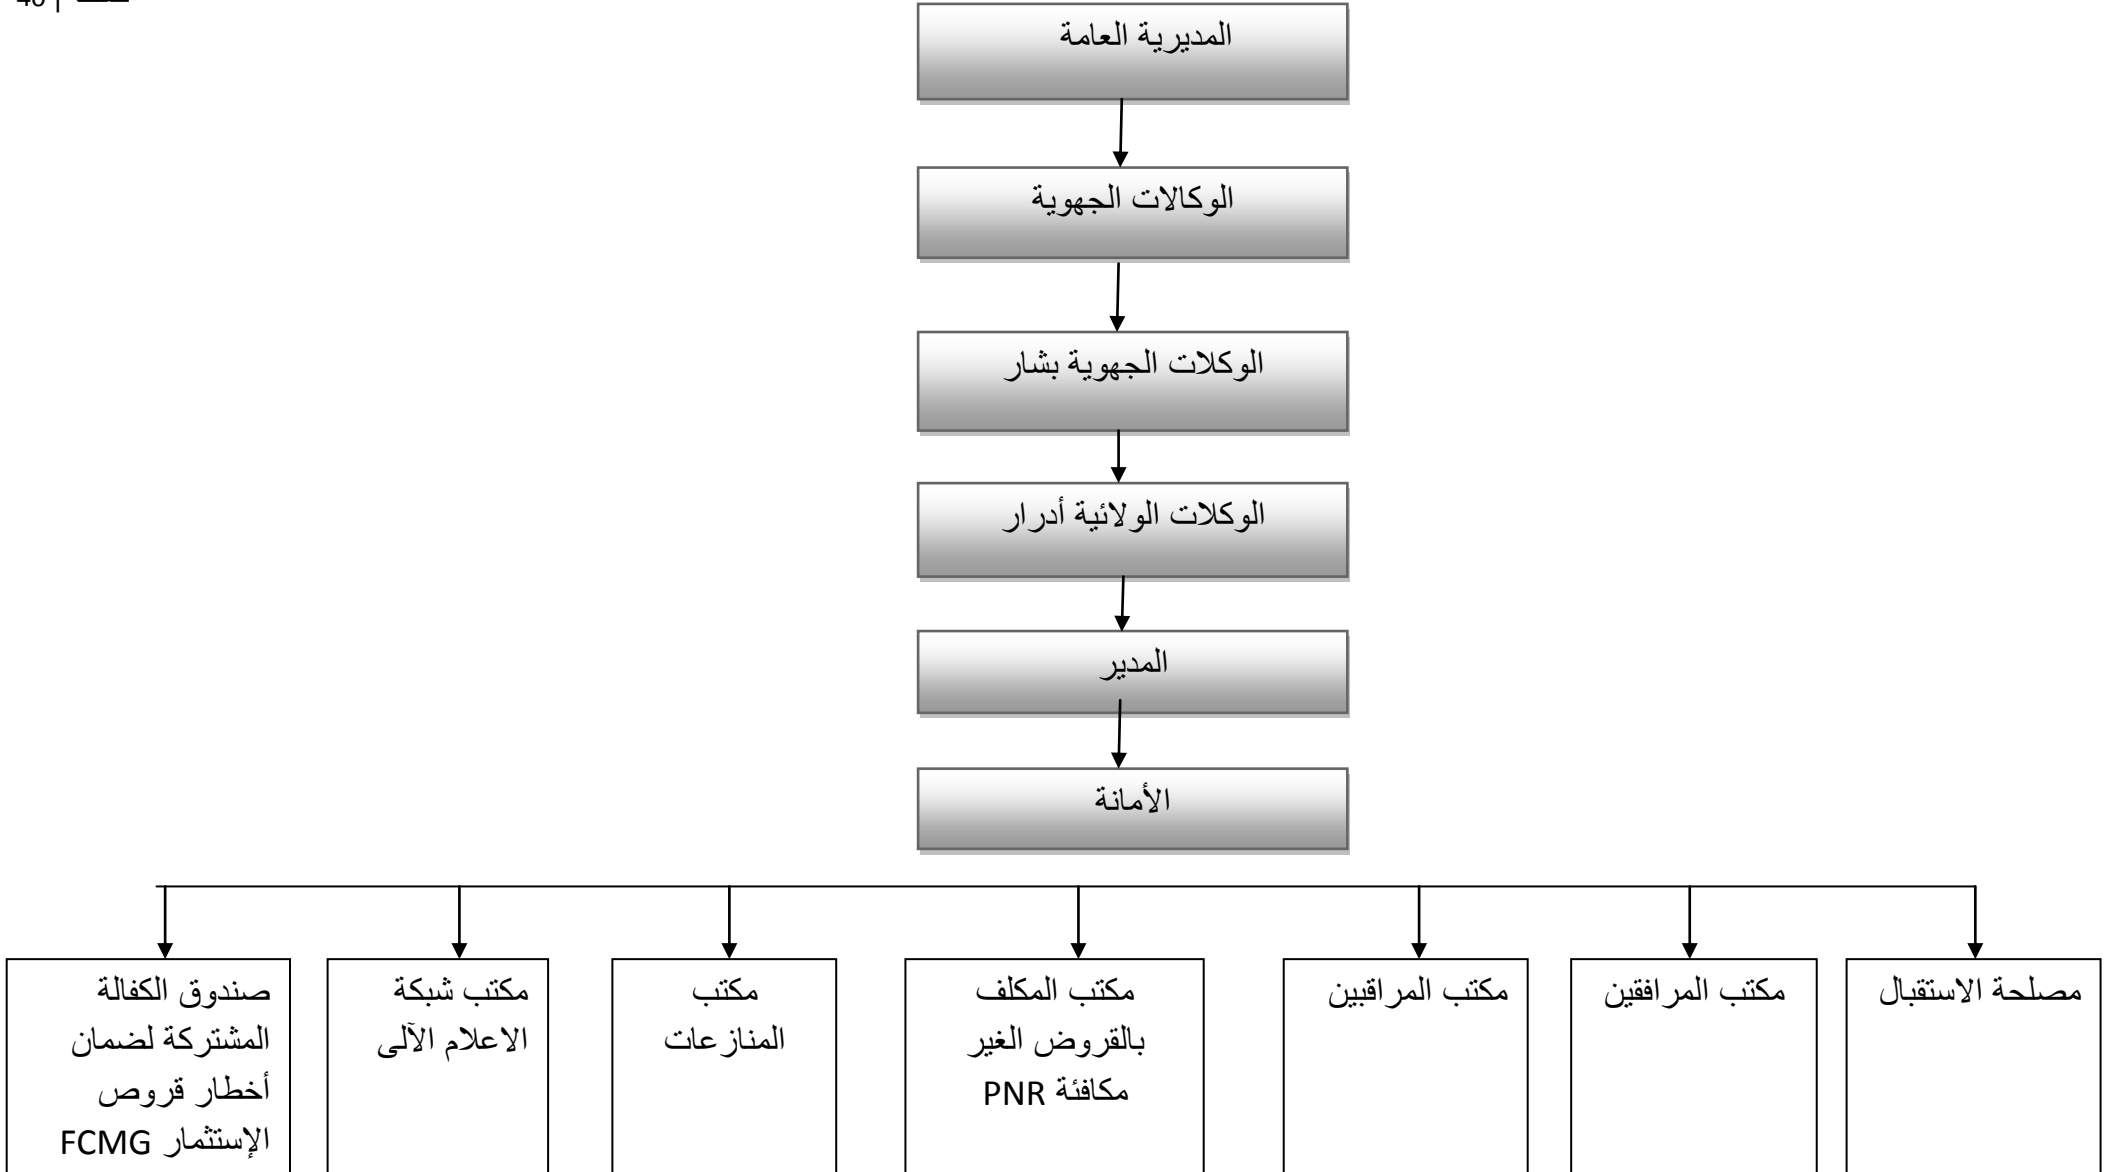 المديرية العامة
الوكالات الجهوية
الوكلات الجهوية بشار
الوكلات الولائية أدرار
المدير
الأمانة
مصلحة الاستقبال
مكتب المرافقين
مكتب المراقبين
مكتب المكلف
بالقروض الغير
مكافئة PNR
مكتب
المنازعات
مكتب شبكة
الاعلام الآلى
صندوق الكفالة
المشتركة لضمان
أخطار قروص
الإستثمار FCMG